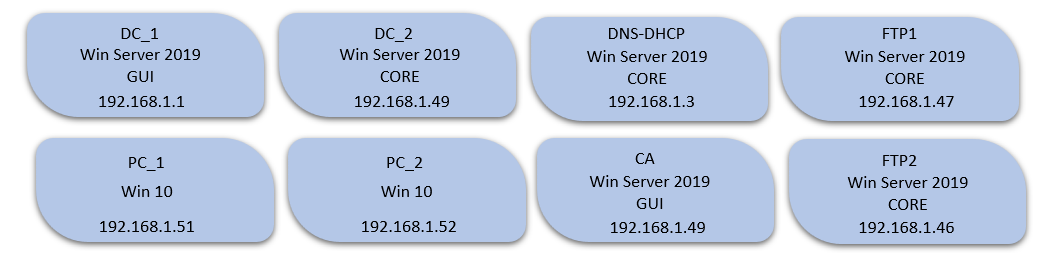 DC_1
Win Server 2019
GUI
192.168.1.1
DC_2
Win Server 2019
CORE
192.168.1.49
DNS-DHCP
Win Server 2019
CORE
192.168.1.3
FTP1
Win Server 2019
CORE
192.168.1.47
PC_1
Win 10
192.168.1.51
PC_2
Win 10
192.168.1.52
CA
Win Server 2019
GUI
192.168.1.49
FTP2
Win Server 2019
CORE
192.168.1.46